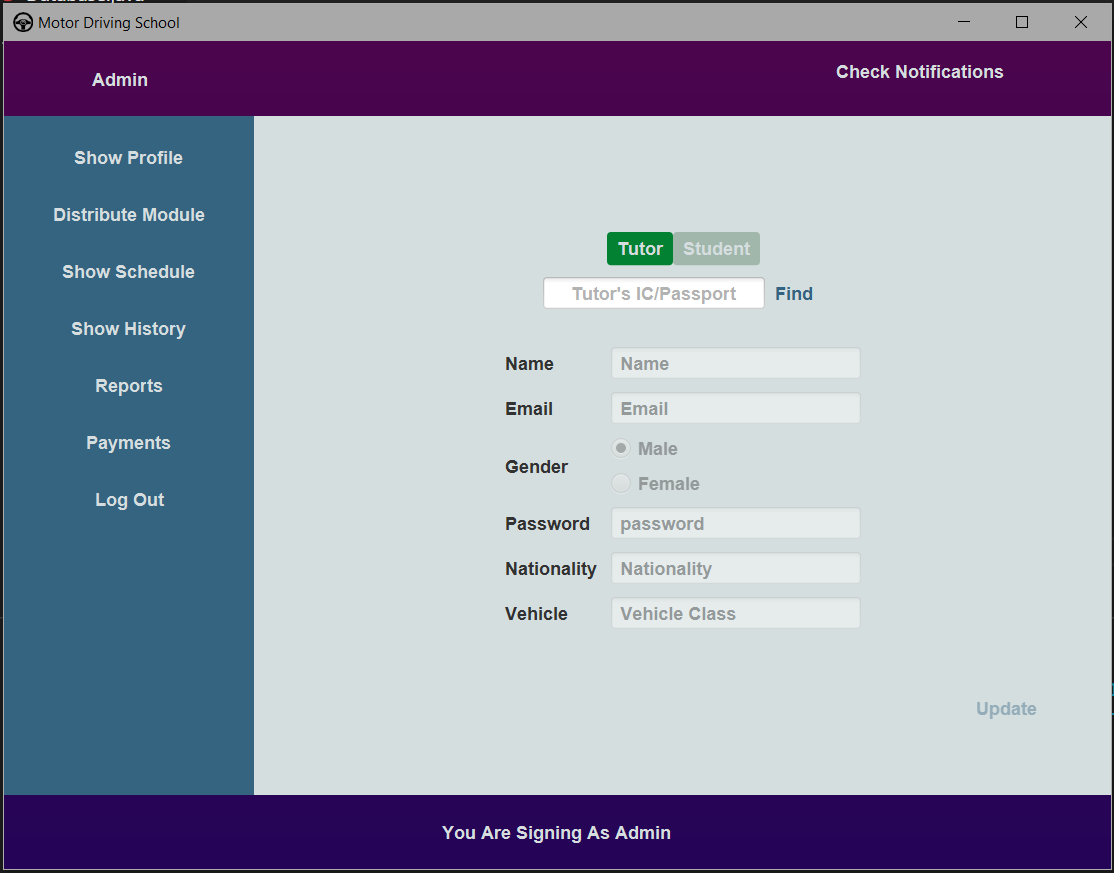 Motor Driving School
Admin
Check Notifications
Show Profile
Distribute Module
Show Schedule
Show History
Reports
Payments
Log Out
Tutor Student
Tutor's IC/Passport Find
Name Name
Email Email
Gender
Male
Female
Password password
Nationality Nationality
Vehicle Vehicle Class
Update
You Are Signing As Admin